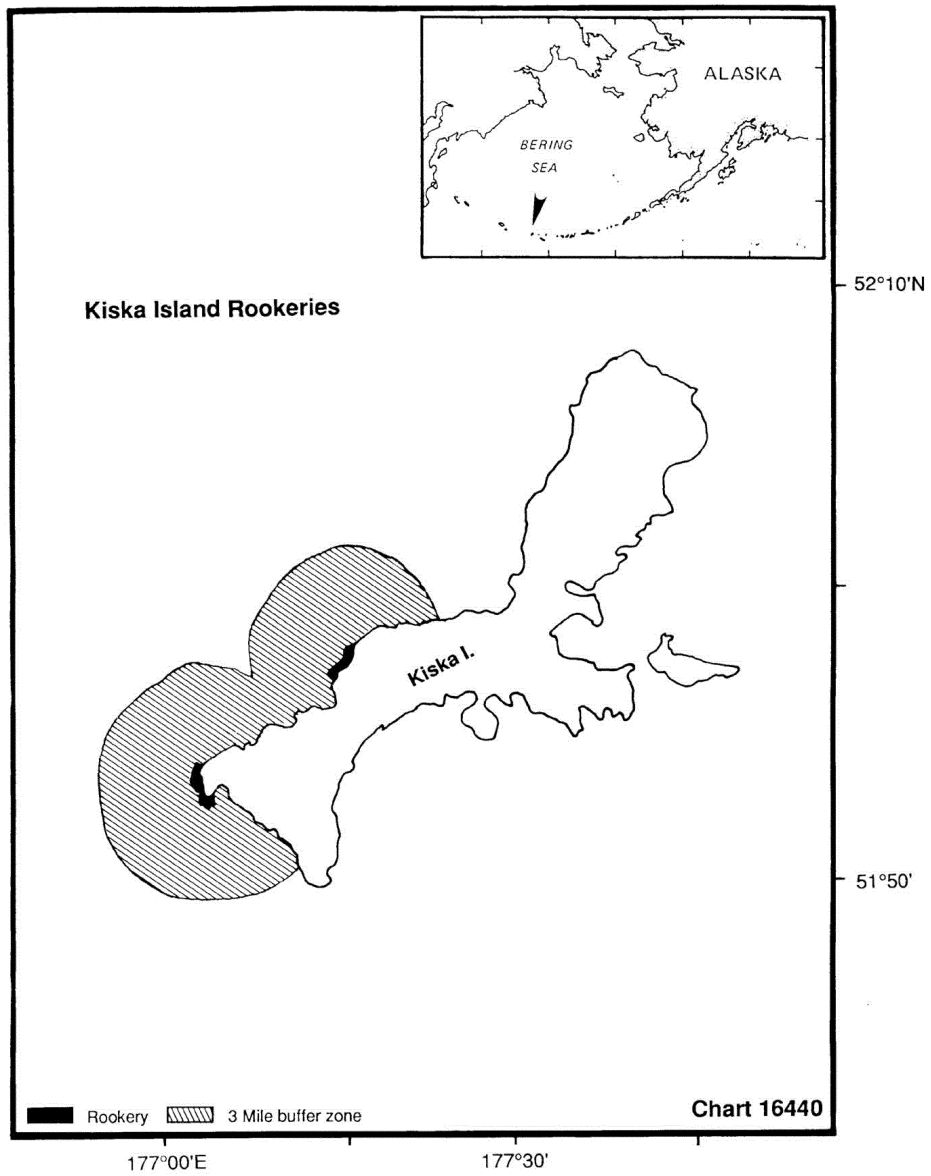 ALASKA
BERING
SEA
52°10'N
Kiska Island Rookeries
Kiska I.
51°50'
Rookery 3 Mile buffer zone
Chart 16440
177°00'E 177°30'